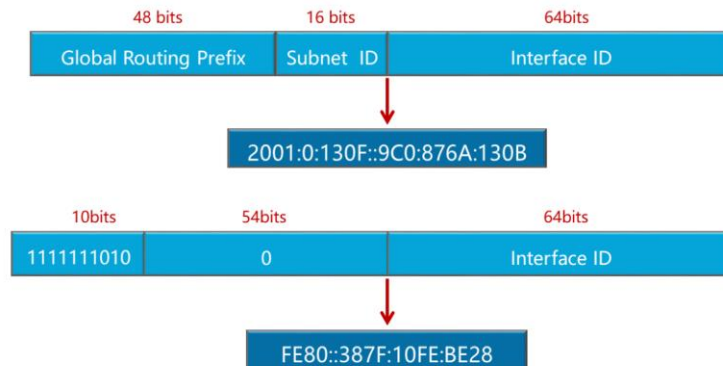 48 bits 16 bits 64bits
Global Routing Prefix Subnet ID Interface ID
2001:0:130F::9C0:876A:130B
10bits 54bits 64bits
1111111010 0 Interface ID
FE80::387F:10FE:BE28